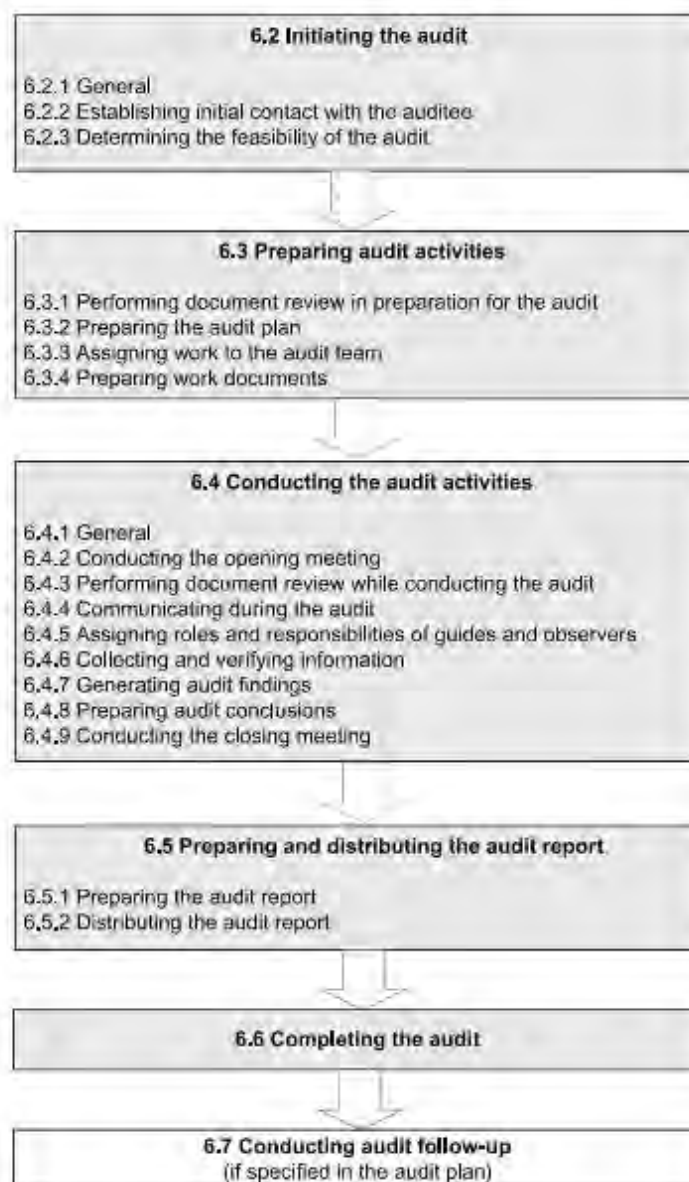 6.2 Initiating the audit
6.2.1 General
6.2.2 Establishing initial contact with the auditee
6.2.3 Determining the feasibility of the audit
6.3 Preparing audit activities
6.3.1 Performing document review in preparation for the audit
6.3.2 Preparing the audit plan
6.3.3 Assigning work to the audit team
6.3.4 Preparing work documents
6.4 Conducting the audit activities
6.4.1 General
6.4.2 Conducting the opening meeting
6.4.3 Performing document review while conducting the audit
6.4.4 Communicating during the audit
6.4.5 Assigning roles and responsibilities of guides and observers
6.4.6 Collecting and verifying information
6.4.7 Generating audit findings
6.4.8 Preparing audit conclusions
6.4.9 Conducting the closing meeting
6.5 Preparing and distributing the audit report
6.5.1 Preparing the audit report
6.5.2 Distributing the audit report
6.6 Completing the audit
6.7 Conducting audit follow-up
(if specified in the audit plan)